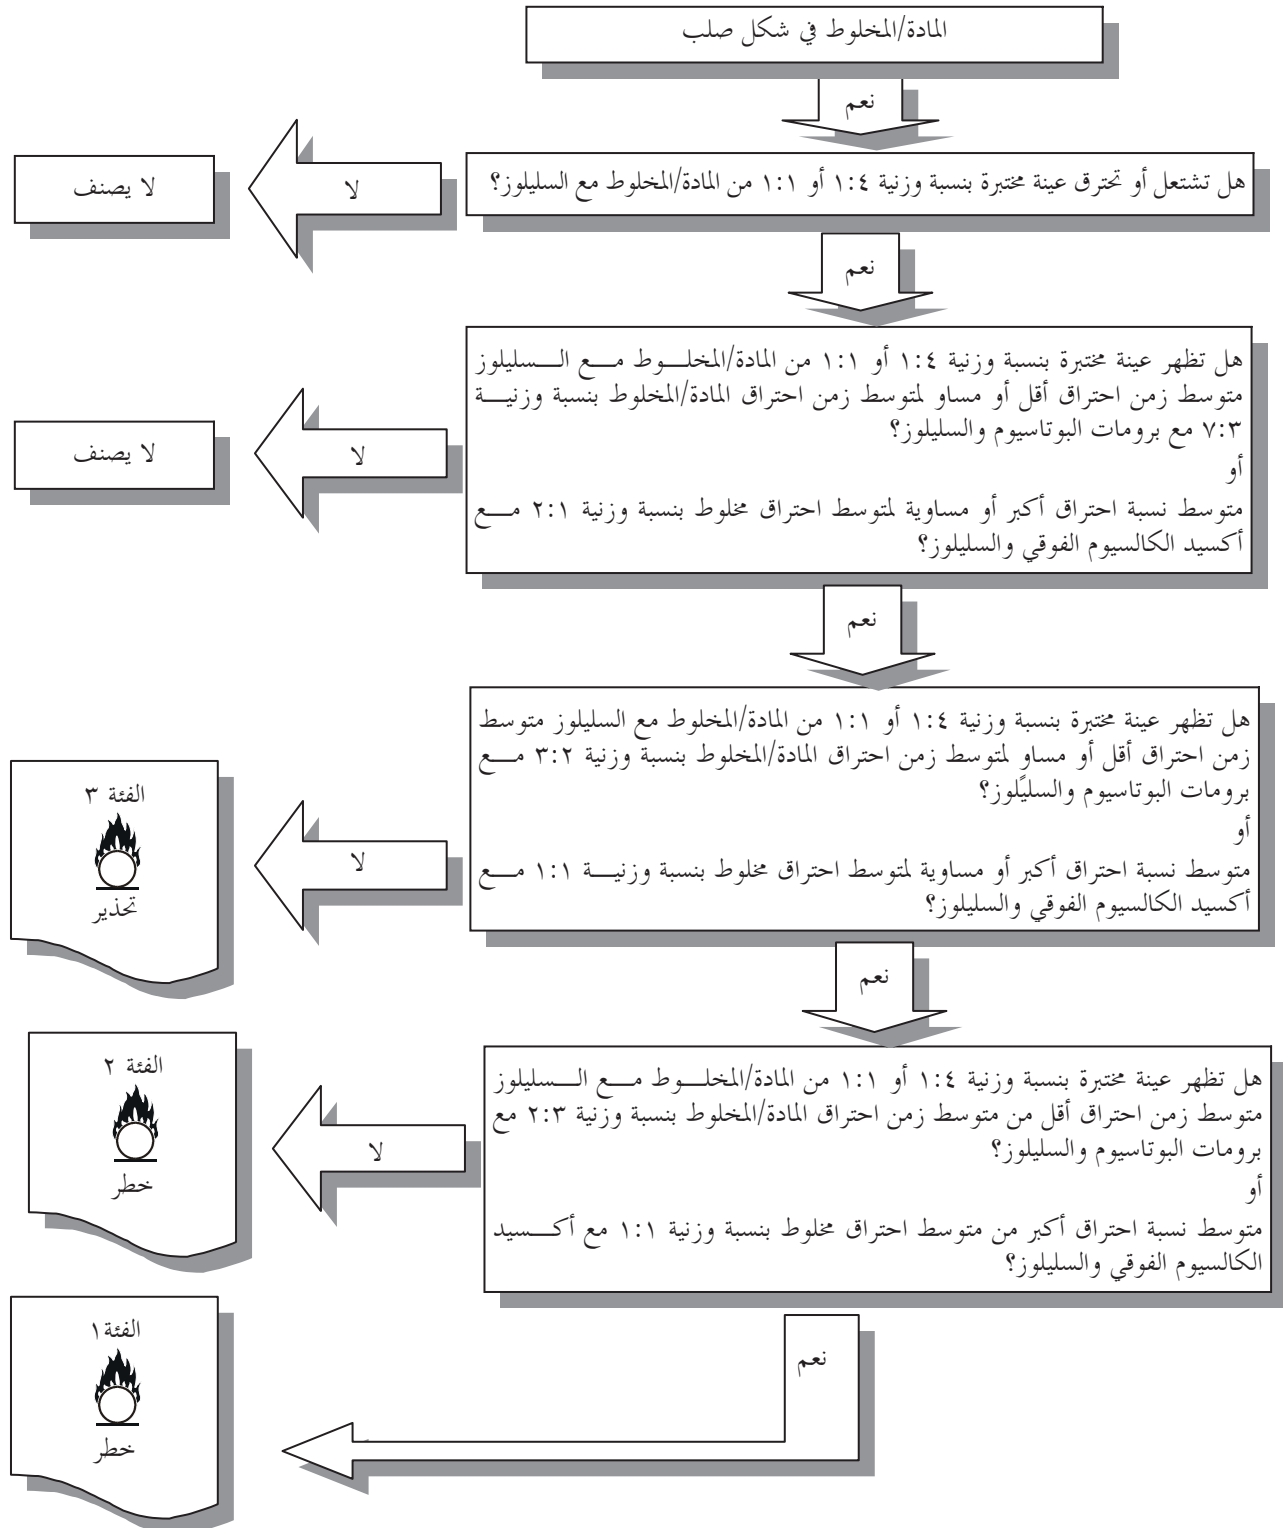 المادة/المخلوط في شكل صلب
نعم
هل تشتعل أو تحترق عينة مختبرة بنسبة وزنية ٤:١ أو ١:١ من المادة/المخلوط مع السليلوز؟
لا
لا يصنف
نعم
هل تظهر عينة مختبرة بنسبة وزنية ٤:١ أو ١:١ من المادة/المخلوط مع السليلوز
متوسط زمن احتراق أقل أو مساو لمتوسط زمن احتراق المادة/المخلوط بنسبة وزنية
٧:٣ مع برومات البوتاسيوم والسليلوز؟
أو
متوسط نسبة احتراق أكبر أو مساوية لمتوسط احتراق مخلوط بنسبة وزنية ٢:١ مع
أكسيد الكالسيوم الفوقي والسليلوز؟
لا
لا يصنف
نعم
هل تظهر عينة مختبرة بنسبة وزنية ٤:١ أو ١:١ من المادة/المخلوط مع السليلوز متوسط
زمن احتراق أقل أو مساوٍ لمتوسط زمن احتراق المادة/المخلوط بنسبة وزنية ٣:٢ مع
برومات البوتاسيوم والسليلوز؟
أو
متوسط نسبة احتراق أكبر أو مساوية لمتوسط احتراق مخلوط بنسبة وزنية ١:١ مع
أكسيد الكالسيوم الفوقي والسليلوز؟
لا
الفئة ٣
تحذير
نعم
هل تظهر عينة مختبرة بنسبة وزنية ٤:١ أو ١:١ من المادة/المخلوط مع السليلوز
متوسط زمن احتراق أقل من متوسط زمن احتراق المادة/المخلوط بنسبة وزنية ٢:٣ مع
برومات البوتاسيوم والسليلوز؟
أو
متوسط نسبة احتراق أكبر من متوسط احتراق مخلوط بنسبة وزنية ١:١ مع أكسيد
الكالسيوم الفوقي والسليلوز؟
لا
الفئة ٢
خطر
نعم
الفئة ١
خطر